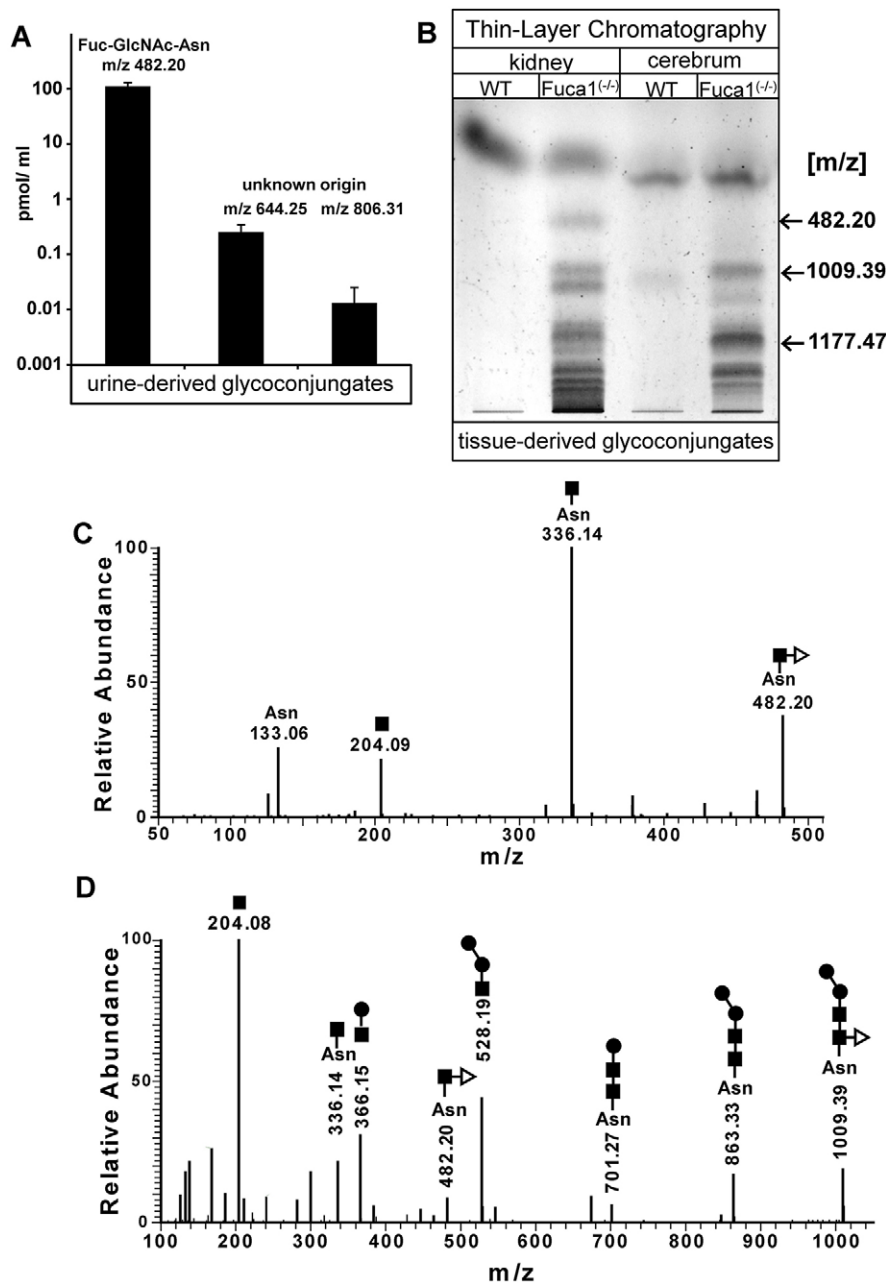 A
Fuc-GlcNAc-Asn
m/z 482.20
unknown origin
m/z 644.25 m/z 806.31
pmol/ ml
100
10
1
0.1
0.01
0.001
urine-derived glycoconjungates
B
Thin-Layer Chromatography
kidney cerebrum
WT Fuca1(-/-) WT Fuca1(-/-)
[m/z]
482.20
1009.39
1177.47
tissue-derived glycoconjungates
C
Relative Abundance
100
50
0
Asn
133.06
204.09
Asn
336.14
Asn
482.20
50 100 200 300 400 500
m/z
D
Relative Abundance
100
50
0
204.08
Asn
336.14
366.15
Asn
482.20
528.19
Asn
701.27
Asn
863.33
Asn
1009.39
100 200 300 400 500 600 700 800 900 1000
m/z